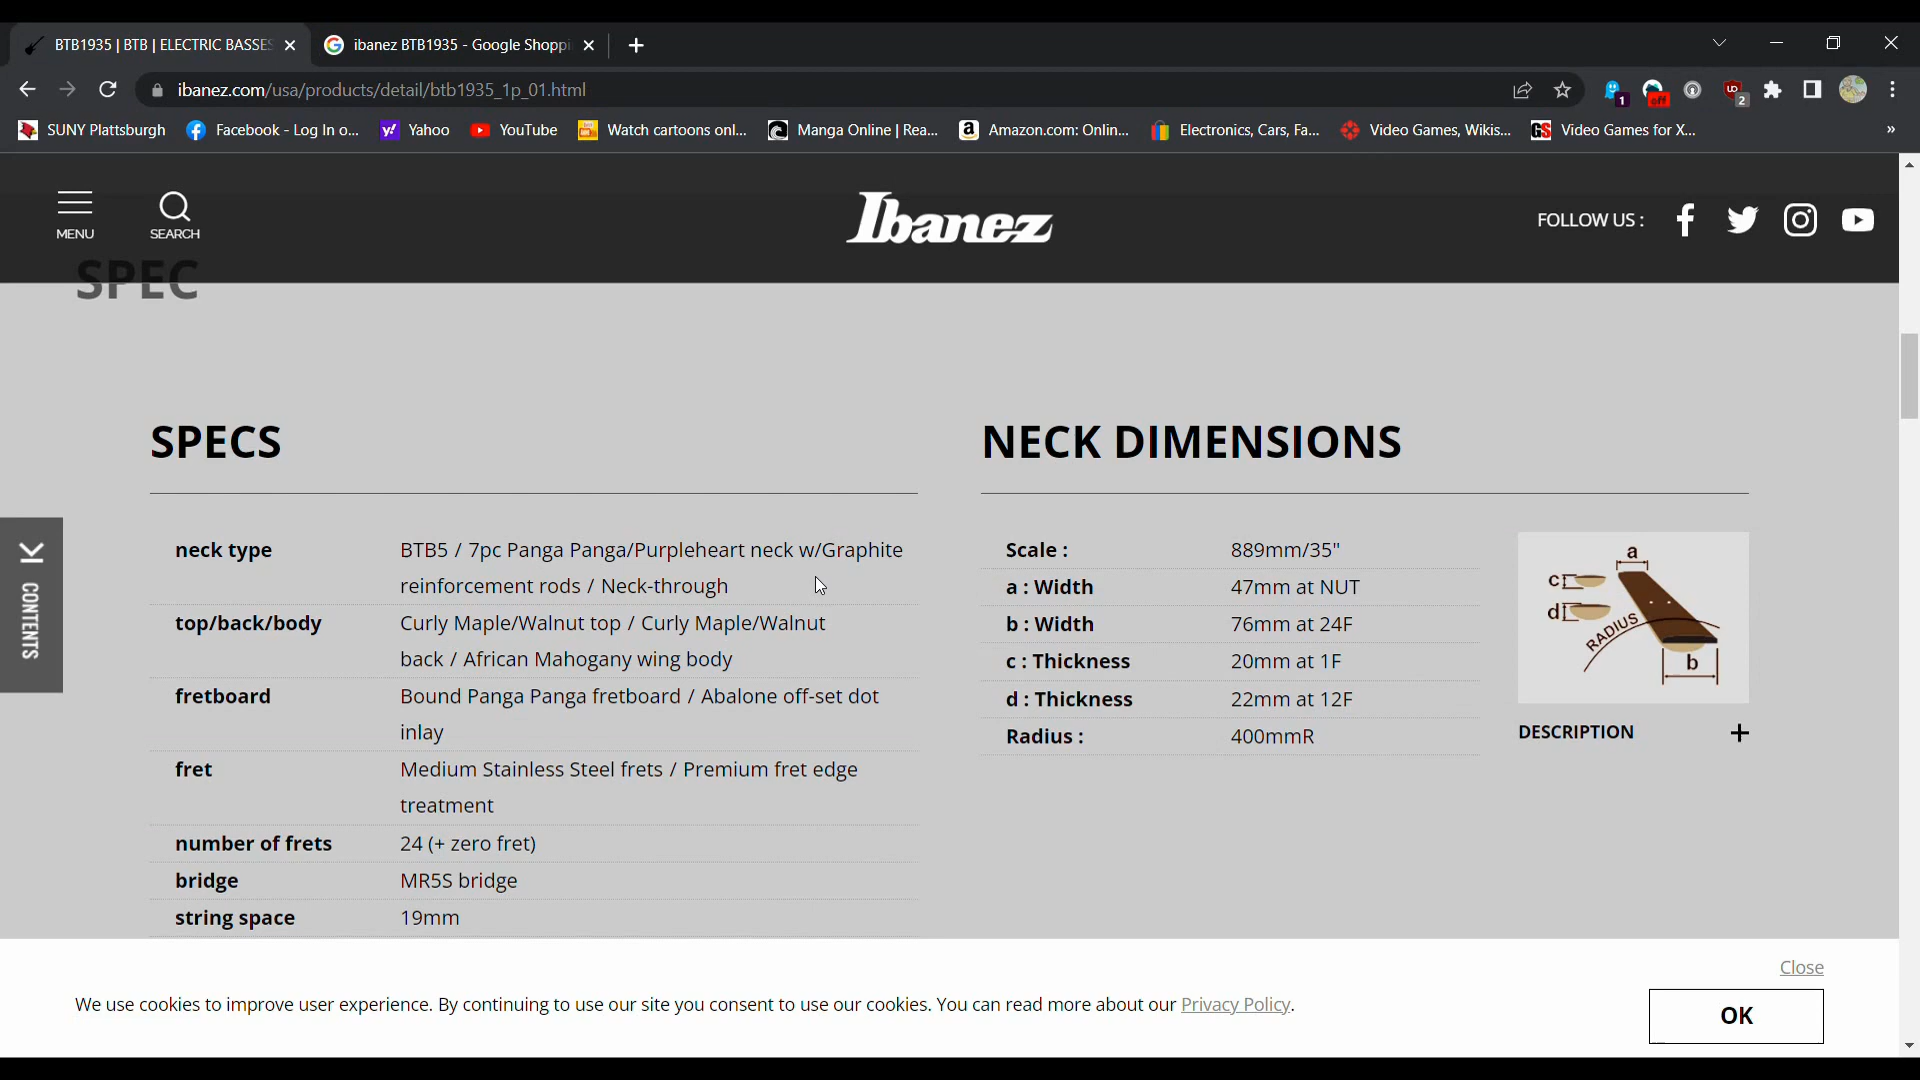 BTB1935 | BTB | ELECTRIC BASSES
ibanez BTB1935 - Google Shoppi
ibanez.com/usa/products/detail/btb1935_1p_01.html
1
off
UD
2
SUNY Plattsburgh
Facebook - Log In o...
Yahoo
YouTube
Watch cartoons onl...
Manga Online | Rea...
Amazon.com: Onlin...
Electronics, Cars, Fa...
Video Games, Wikis...
GS
Video Games for X...
»
MENU
SEARCH
Ibanez
FOLLOW US :
SPEC
SPECS
neck type BTB5 / 7pc Panga Panga/Purpleheart neck w/Graphite
reinforcement rods / Neck-through
top/back/body Curly Maple/Walnut top / Curly Maple/Walnut
back / African Mahogany wing body
fretboard Bound Panga Panga fretboard / Abalone off-set dot
inlay
fret Medium Stainless Steel frets / Premium fret edge
treatment
number of frets 24 (+ zero fret)
bridge MR5S bridge
string space 19mm
NECK DIMENSIONS
Scale : 889mm/35"
a : Width 47mm at NUT
b : Width 76mm at 24F
c : Thickness 20mm at 1F
d : Thickness 22mm at 12F
Radius : 400mmR
a
c
d
RADIUS
b
DESCRIPTION +
CONTENTS
Close
We use cookies to improve user experience. By continuing to use our site you consent to use our cookies. You can read more about our Privacy Policy.
OK